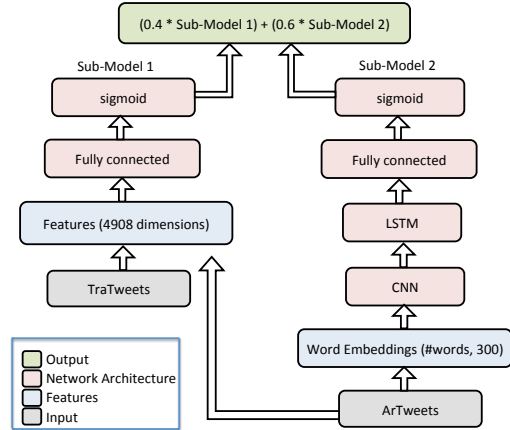 (0.4 * Sub-Model 1) + (0.6 * Sub-Model 2)
Sub-Model 1
Sub-Model 2
sigmoid
sigmoid
Fully connected
Fully connected
Features (4908 dimensions)
LSTM
TraTweets
CNN
Word Embeddings (#words, 300)
ArTweets
Output
Network Architecture
Features
Input